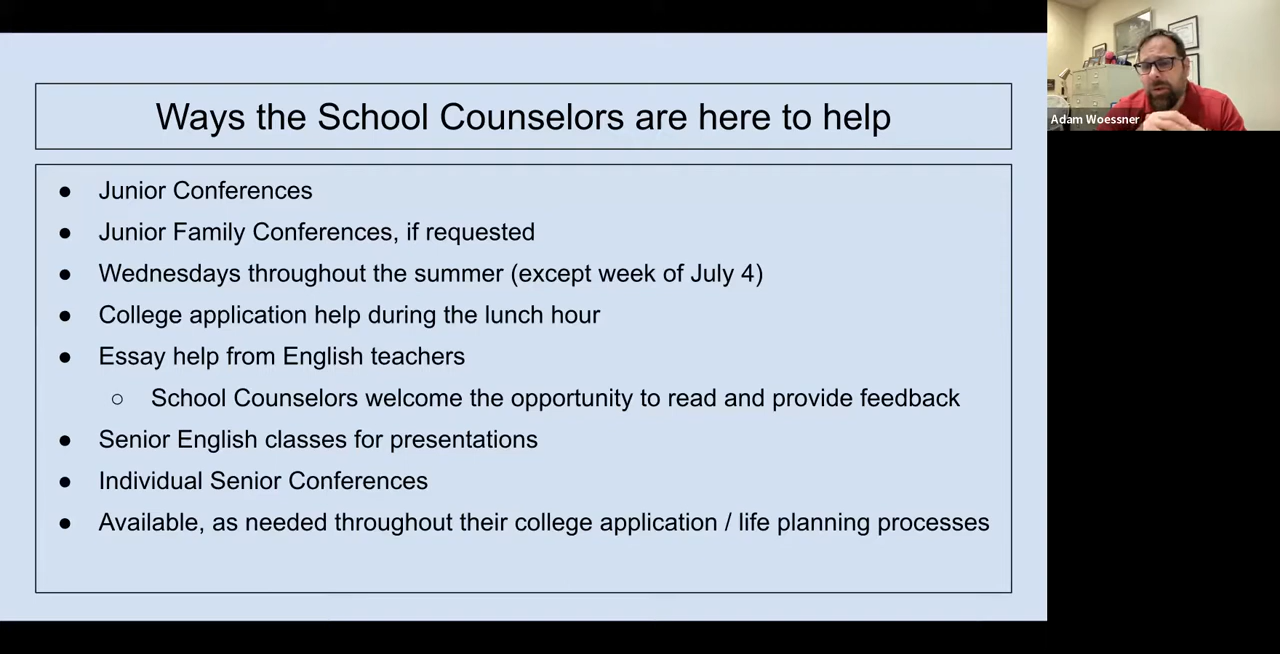 Ways the School Counselors are here to help
● Junior Conferences
● Junior Family Conferences, if requested
● Wednesdays throughout the summer (except week of July 4)
● College application help during the lunch hour
● Essay help from English teachers
○ School Counselors welcome the opportunity to read and provide feedback
● Senior English classes for presentations
● Individual Senior Conferences
● Available, as needed throughout their college application / life planning processes
Adam Woessner